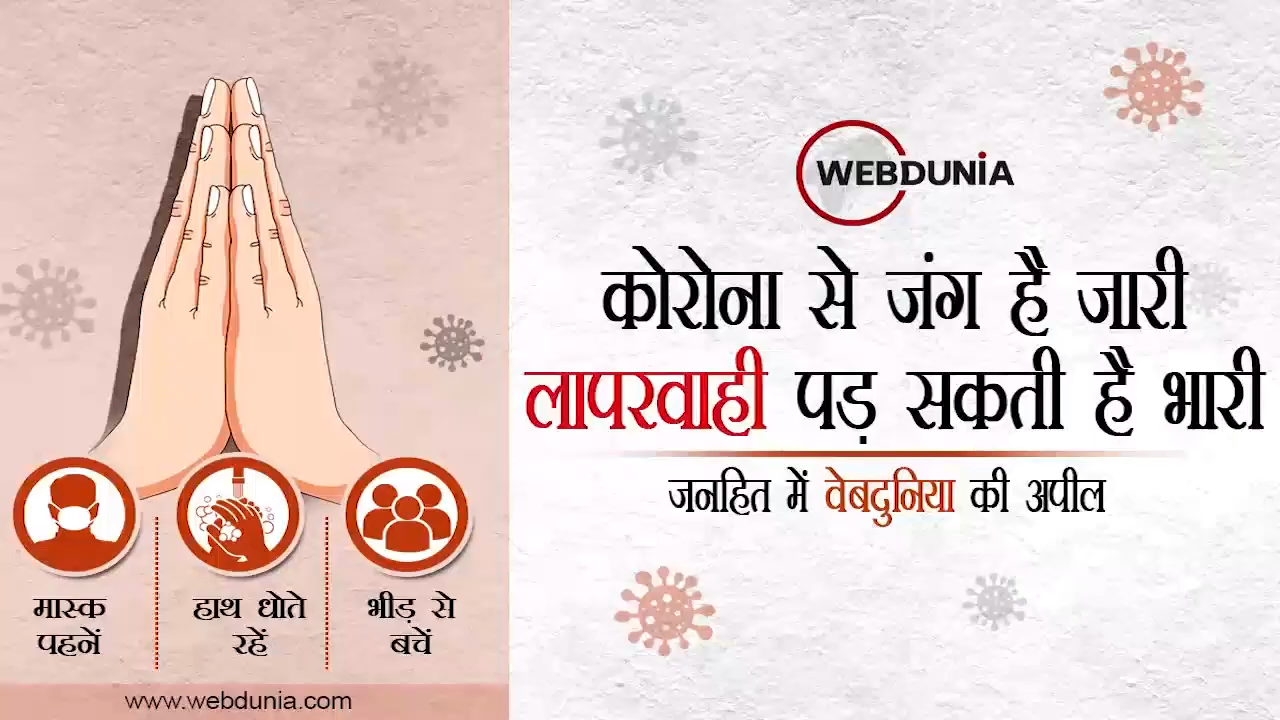 WEBDUNIA
कोरोना से जंग है जारी
लापरवाही पड़ सकती है भारी
जनहित में वेबदुनिया की अपील
मास्क
पहनें
हाथ धोते
रहें
भीड़ से
बचें
www.webdunia.com